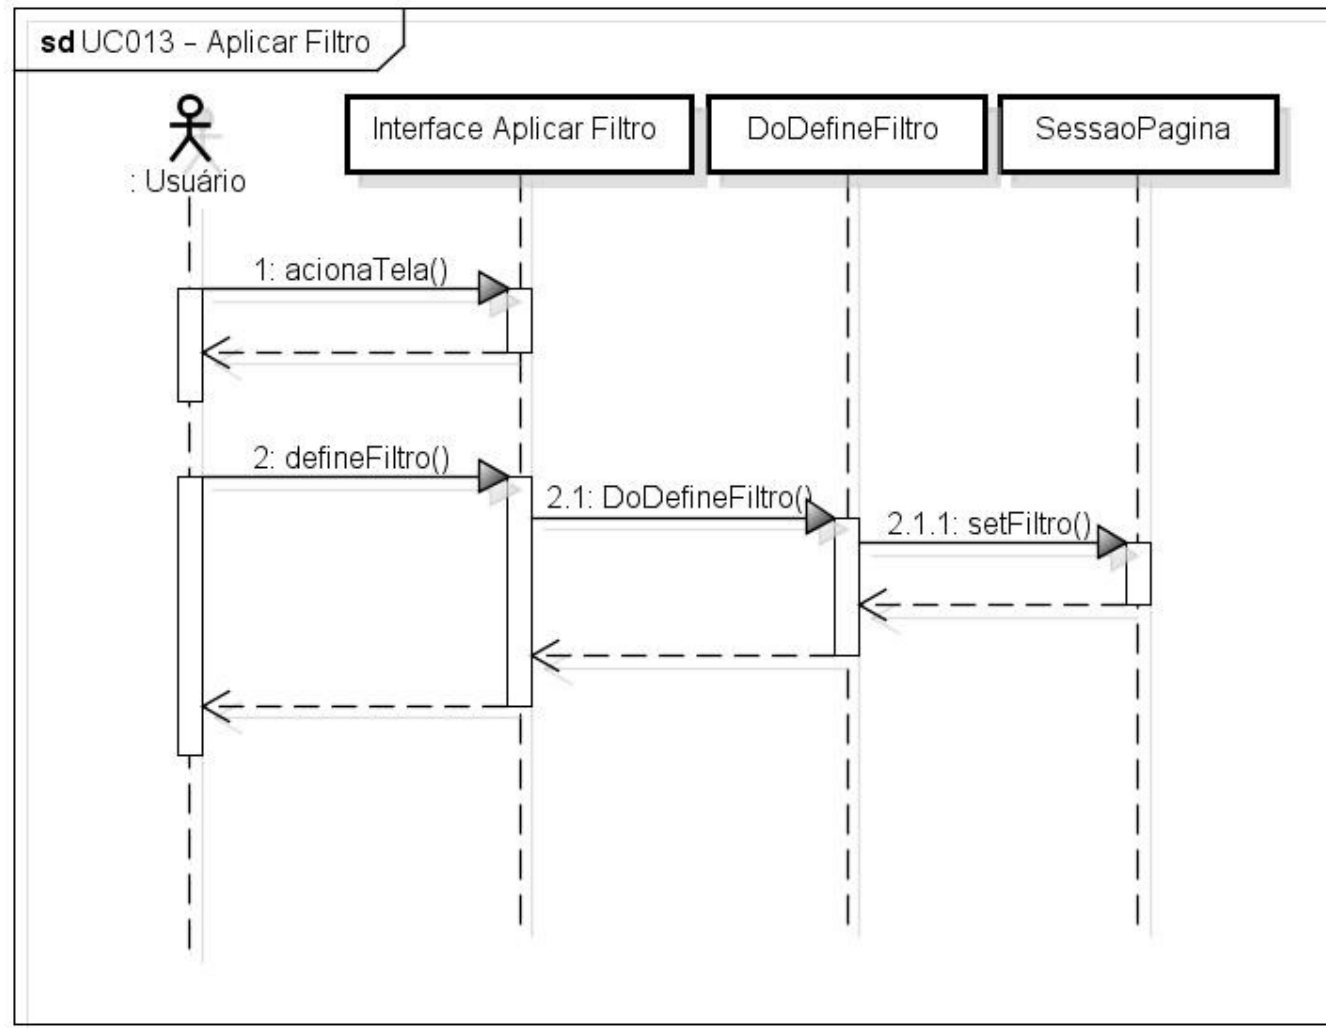 sd UC013 – Aplicar Filtro
: Usuário
Interface Aplicar Filtro
DoDefineFiltro
SessaoPagina
1: acionaTela()
2: defineFiltro()
2.1: DoDefineFiltro()
2.1.1: setFiltro()